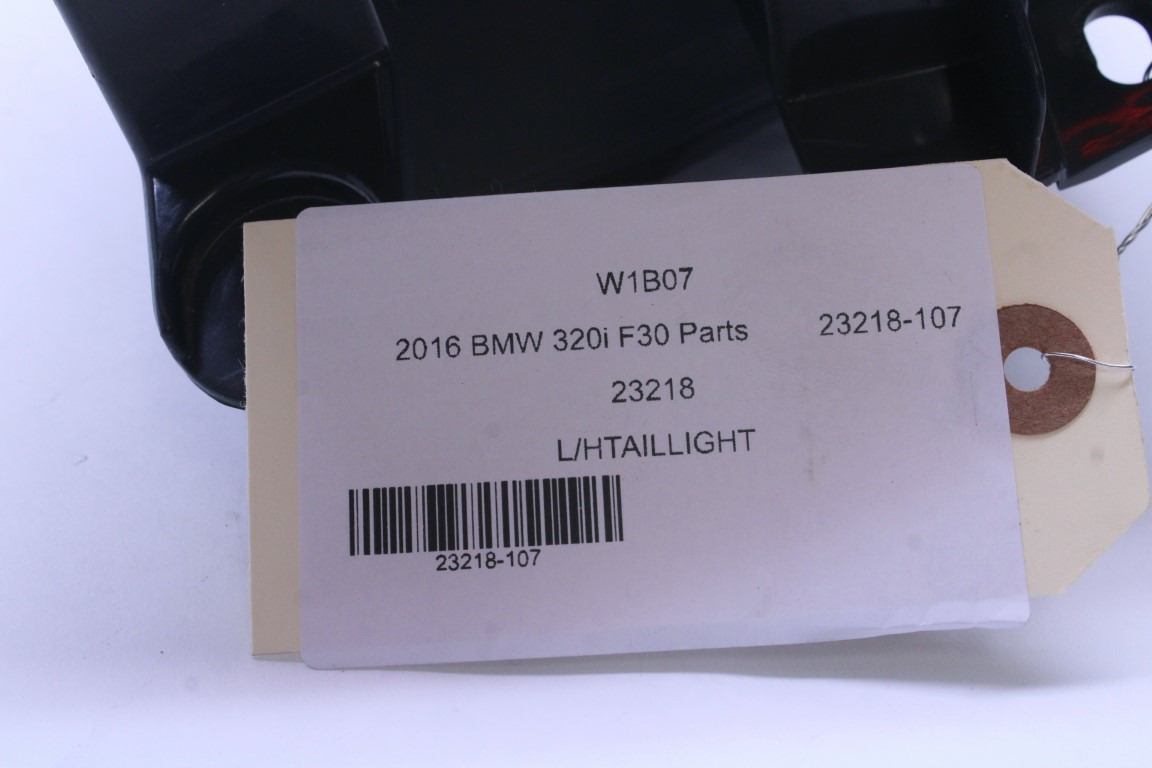 W1B07
2016 BMW 320i F30 Parts 23218-107
23218
L/HTAILLIGHT
23218-107